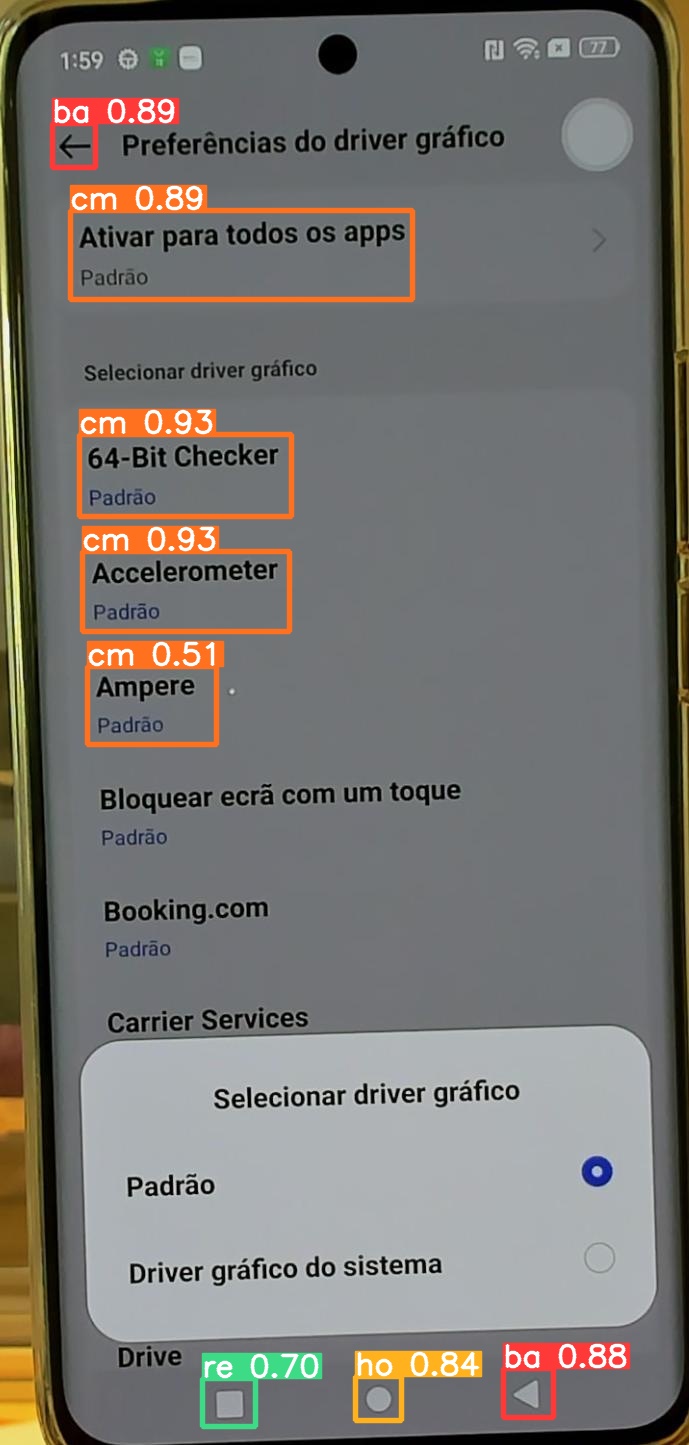 1:59
77
ba 0.89
Preferências do driver gráfico
cm 0.89
Ativar para todos os apps
Padrão
Selecionar driver gráfico
cm 0.93
64-Bit Checker
Padrão
cm 0.93
Accelerometer
Padrão
cm 0.51
Ampere
Padrão
Bloquear ecrã com um toque
Padrão
Booking.com
Padrão
Carrier Services
Selecionar driver gráfico
Padrão
Driver gráfico do sistema
Drive
re 0.70
ho 0.84
ba 0.88